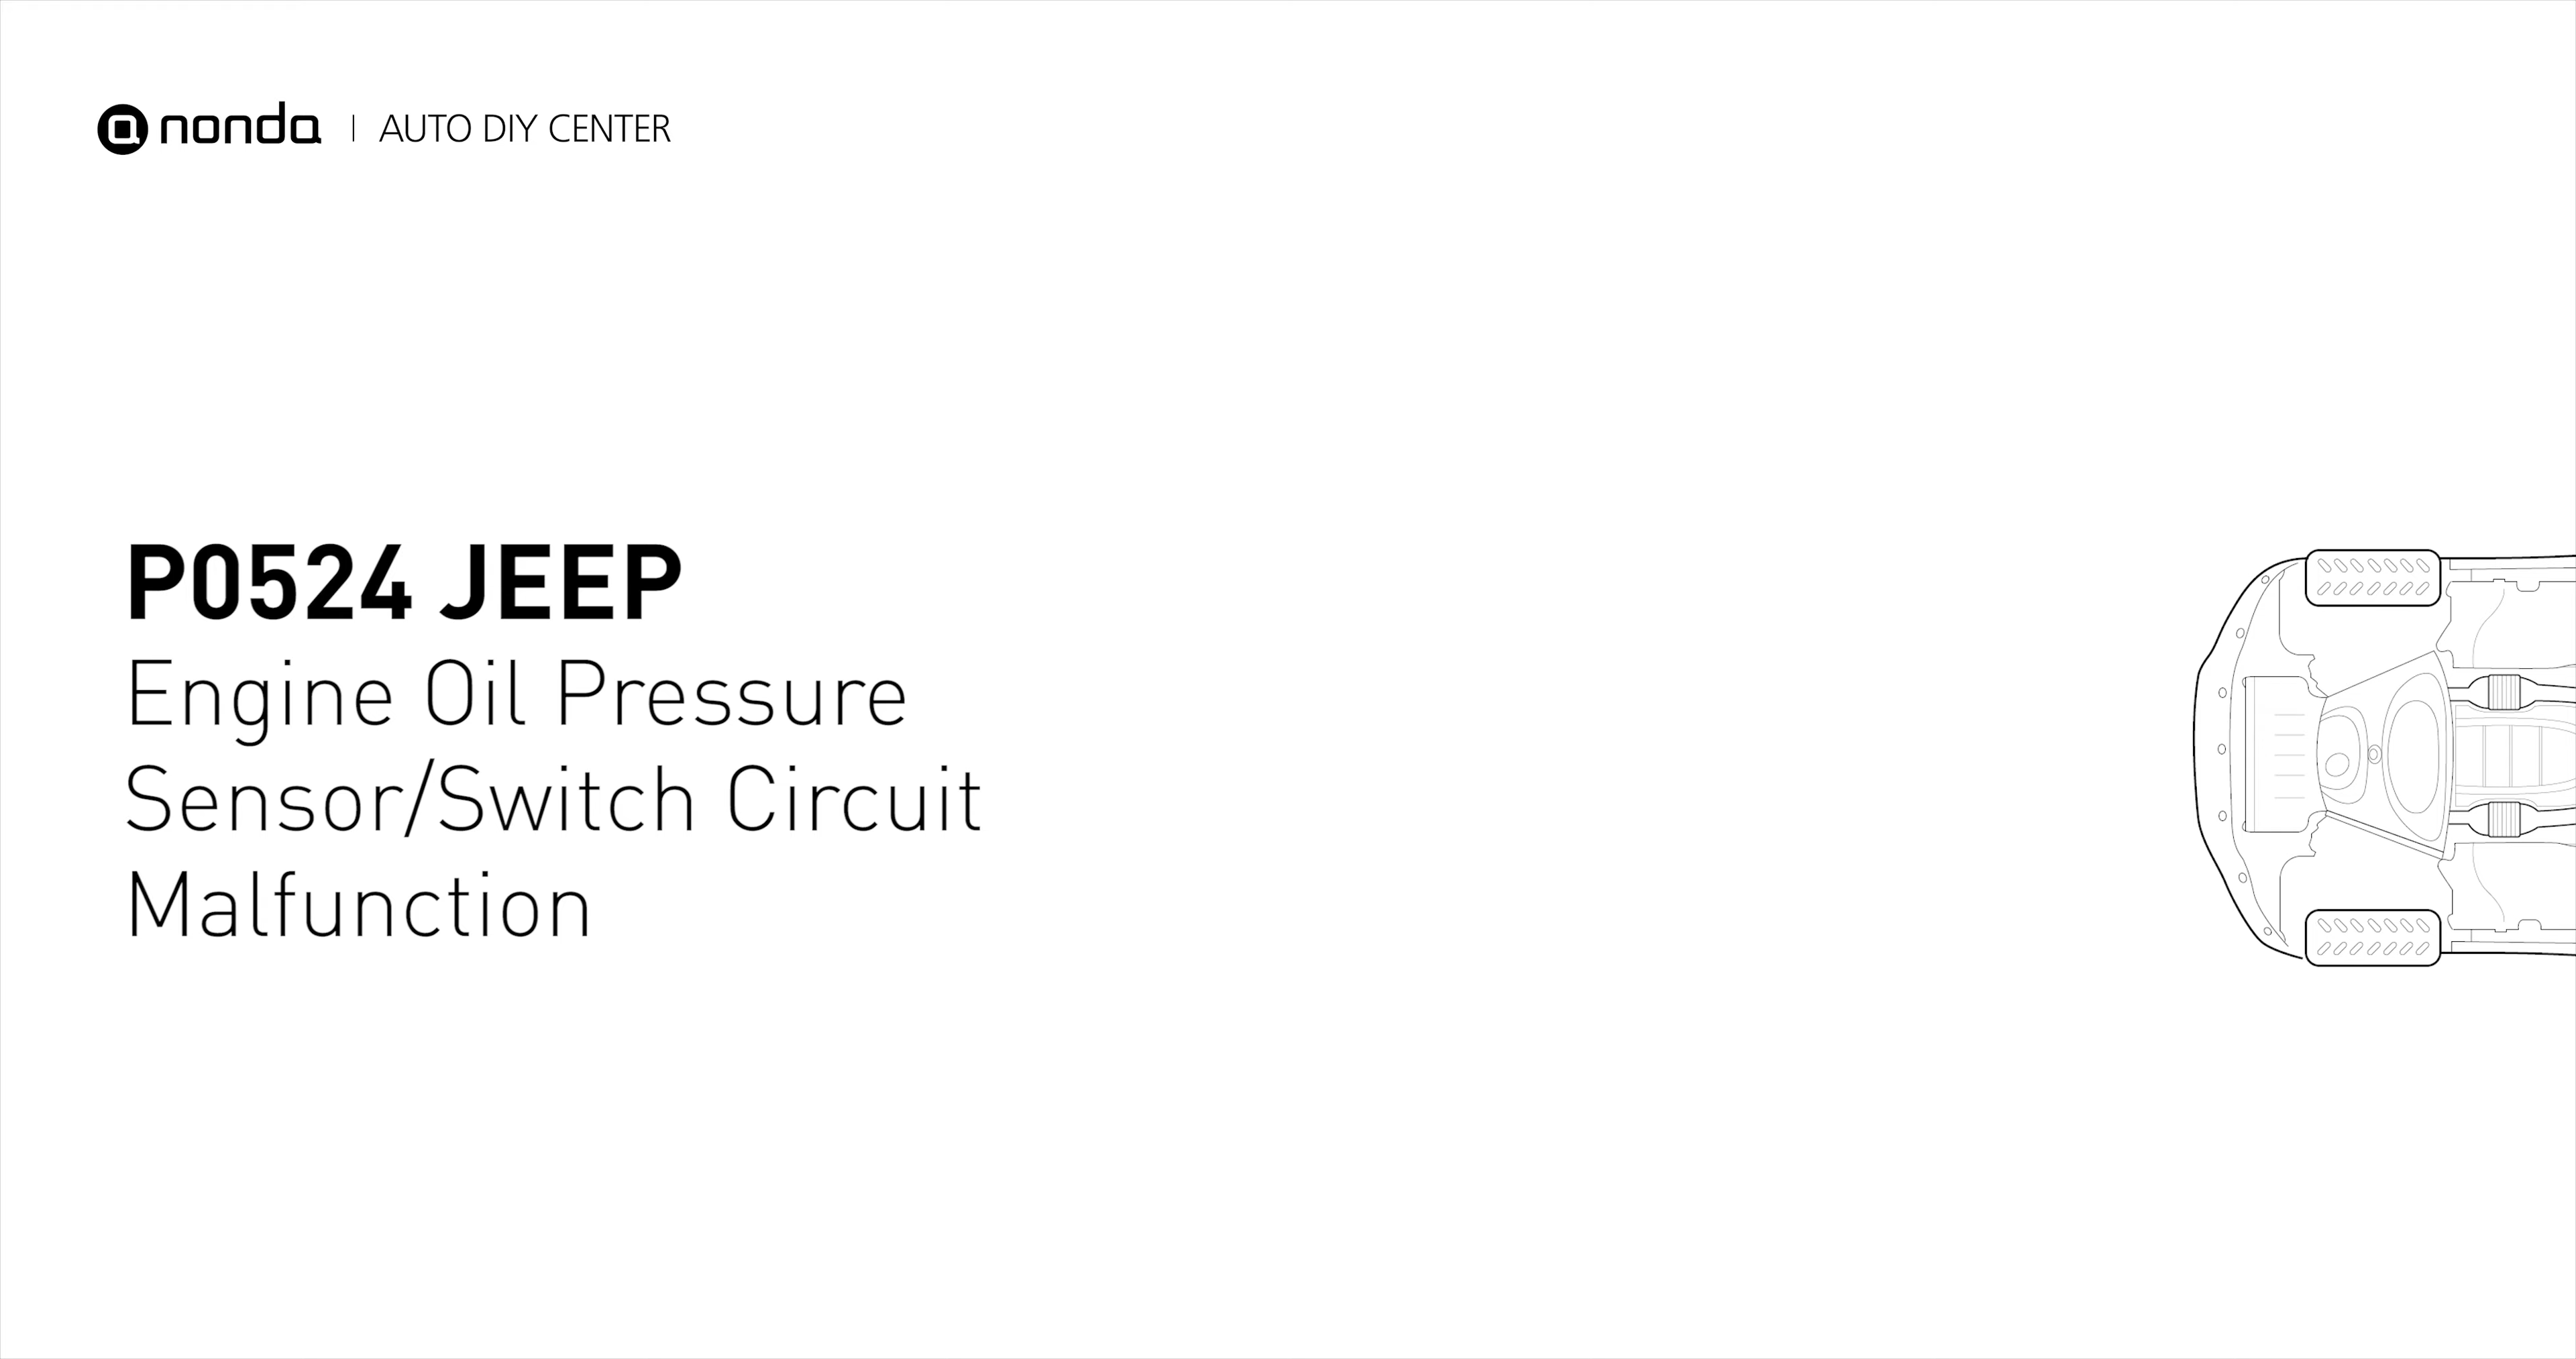 nonda | AUTO DIY CENTER
P0524 JEEP
Engine Oil Pressure
Sensor/Switch Circuit
Malfunction